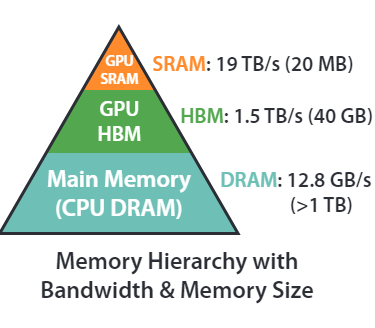 GPU
SRAM
SRAM: 19 TB/s (20 MB)
GPU
HBM
HBM: 1.5 TB/s (40 GB)
Main Memory
(CPU DRAM)
DRAM: 12.8 GB/s
(>1 TB)
Memory Hierarchy with
Bandwidth & Memory Size